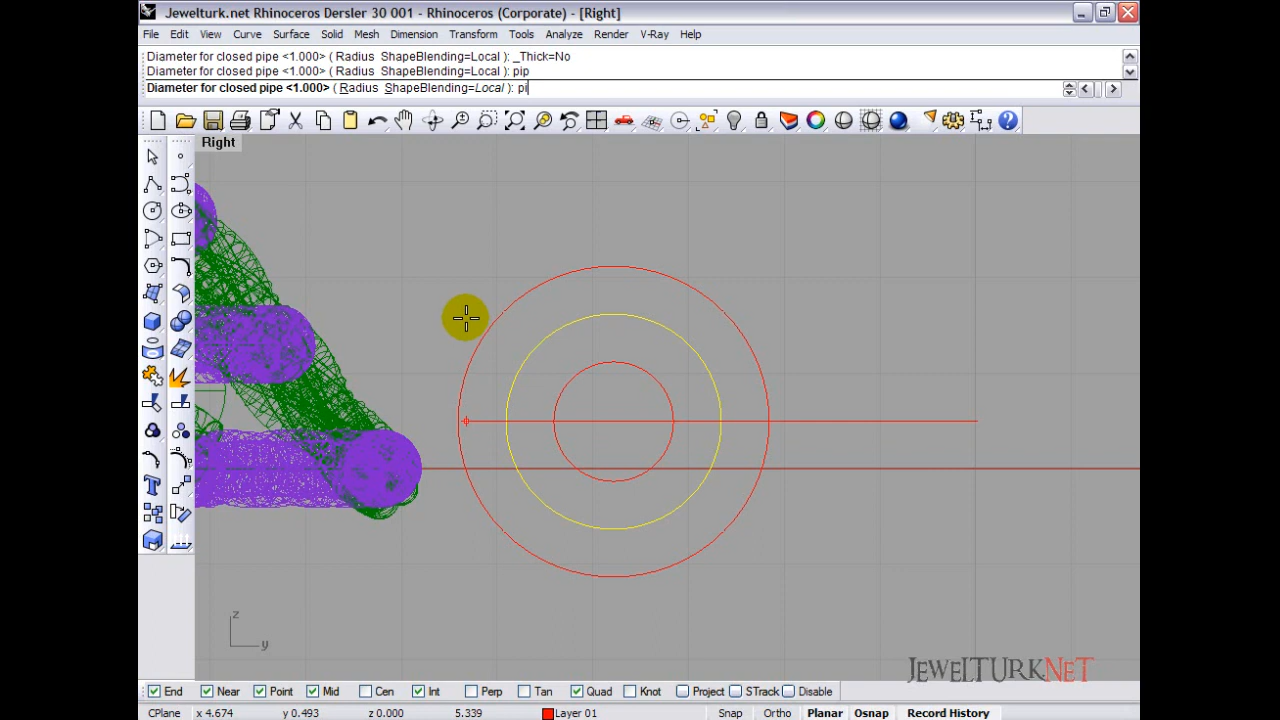 Jewelturk.net Rhinoceros Dersler 30 001 - Rhinoceros (Corporate) - [Right]
File Edit View Curve Surface Solid Mesh Dimension Transform Tools Analyze Render V-Ray Help
Diameter for closed pipe <1.000> ( Radius ShapeBlending=Local ): _Thick=No
Diameter for closed pipe <1.000> ( Radius ShapeBlending=Local ): pip
Diameter for closed pipe <1.000> ( Radius ShapeBlending=Local ): pi
Right
z
y
JEWELTURKNET
End Near Point Mid Cen Int Perp Tan Quad Knot Project STrack Disable
CPlane x 4.674 y 0.493 z 0.000 5.339 Layer 01 Snap Ortho Planar Osnap Record History